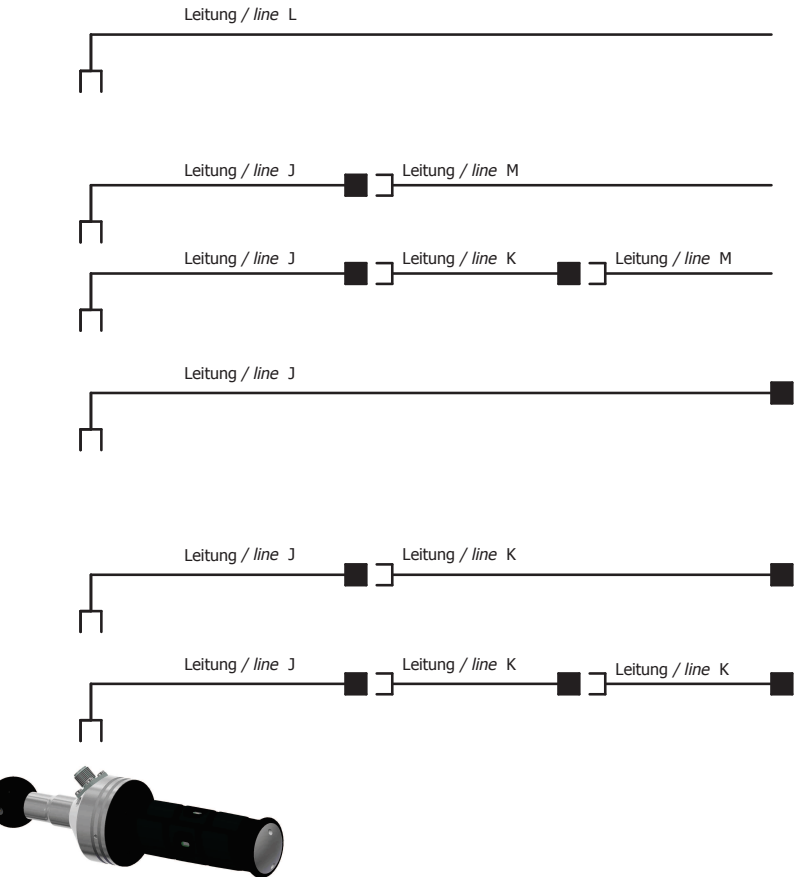 Leitung / line L
Leitung / line J Leitung / line M
Leitung / line J Leitung / line K Leitung / line M
Leitung / line J
Leitung / line J Leitung / line K
Leitung / line J Leitung / line K Leitung / line K